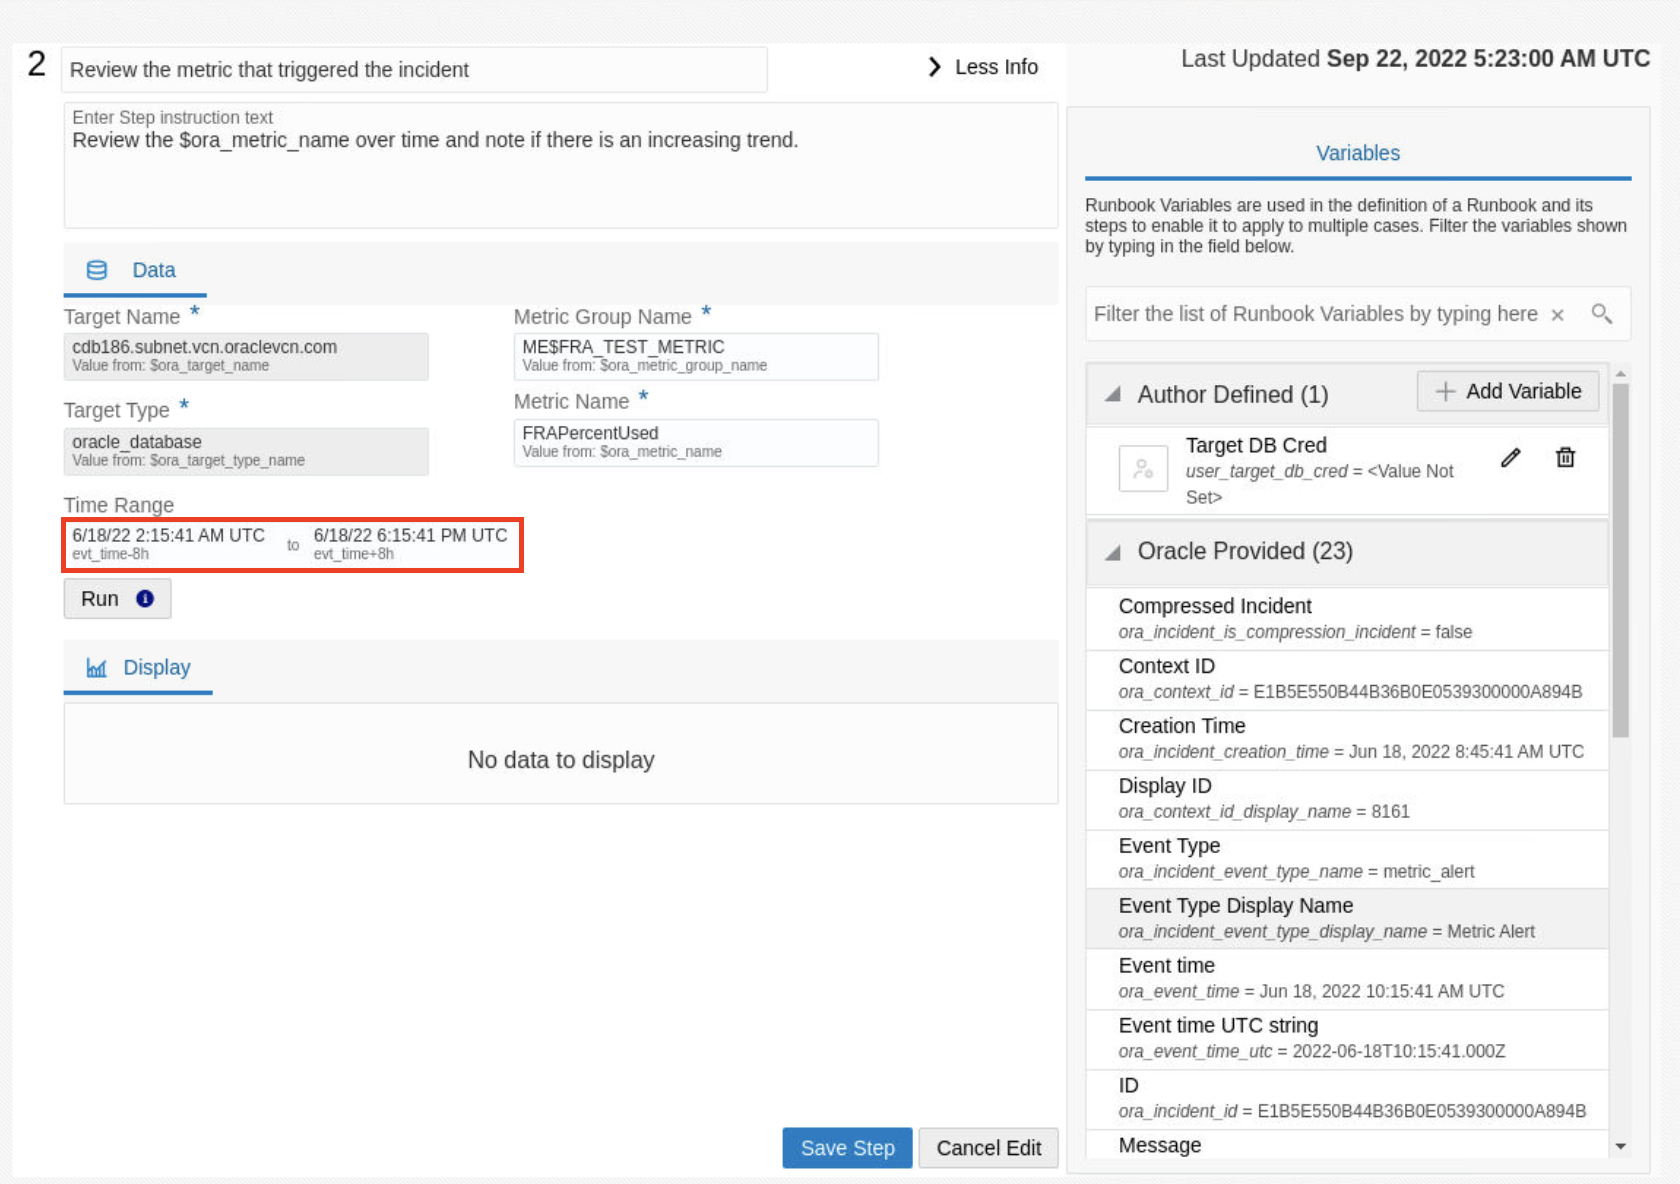 2
Review the metric that triggered the incident
Less Info
Last Updated Sep 22, 2022 5:23:00 AM UTC
Enter Step instruction text
Review the $ora_metric_name over time and note if there is an increasing trend.
Data
Target Name *
cdb186.subnet.vcn.oraclevcn.com
Value from: $ora_target_name
Metric Group Name *
ME$FRA_TEST_METRIC
Value from: $ora_metric_group_name
Target Type *
oracle_database
Value from: $ora_target_type_name
Metric Name *
FRAPercentUsed
Value from: $ora_metric_name
Time Range
6/18/22 2:15:41 AM UTC to 6/18/22 6:15:41 PM UTC
evt_time-8h evt_time+8h
Run
Display
No data to display
Save Step
Cancel Edit
Variables
Runbook Variables are used in the definition of a Runbook and its
steps to enable it to apply to multiple cases. Filter the variables shown
by typing in the field below.
Filter the list of Runbook Variables by typing here
Author Defined (1)
Add Variable
Target DB Cred
user_target_db_cred = <Value Not
Set>
Oracle Provided (23)
Compressed Incident
ora_incident_is_compression_incident = false
Context ID
ora_context_id = E1B5E550B44B36B0E0539300000A894B
Creation Time
ora_incident_creation_time = Jun 18, 2022 8:45:41 AM UTC
Display ID
ora_context_id_display_name = 8161
Event Type
ora_incident_event_type_name = metric_alert
Event Type Display Name
ora_incident_event_type_display_name = Metric Alert
Event time
ora_event_time = Jun 18, 2022 10:15:41 AM UTC
Event time UTC string
ora_event_time_utc = 2022-06-18T10:15:41.000Z
ID
ora_incident_id = E1B5E550B44B36B0E0539300000A894B
Message